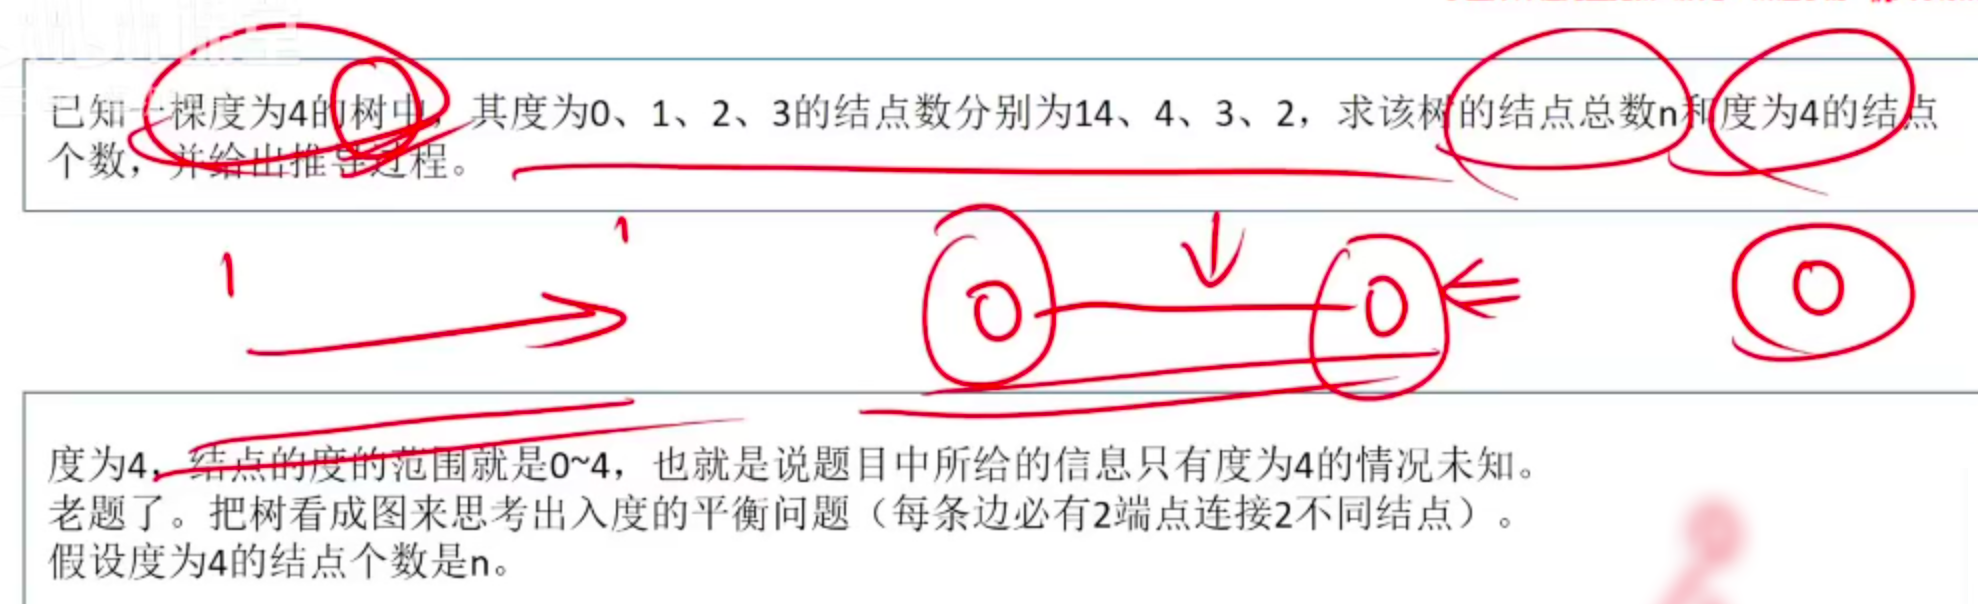 已知一棵度为4的树中，其度为0、1、2、3的结点数分别为14、4、3、2，求该树的结点总数n和度为4的结点
个数，并给出推导过程。
1
1
0
0
0
度为4，结点的度的范围就是0~4，也就是说题目中所给的信息只有度为4的情况未知。
老题了。把树看成图来思考出入度的平衡问题（每条边必有2端点连接2不同结点）。
假设度为4的结点个数是n。